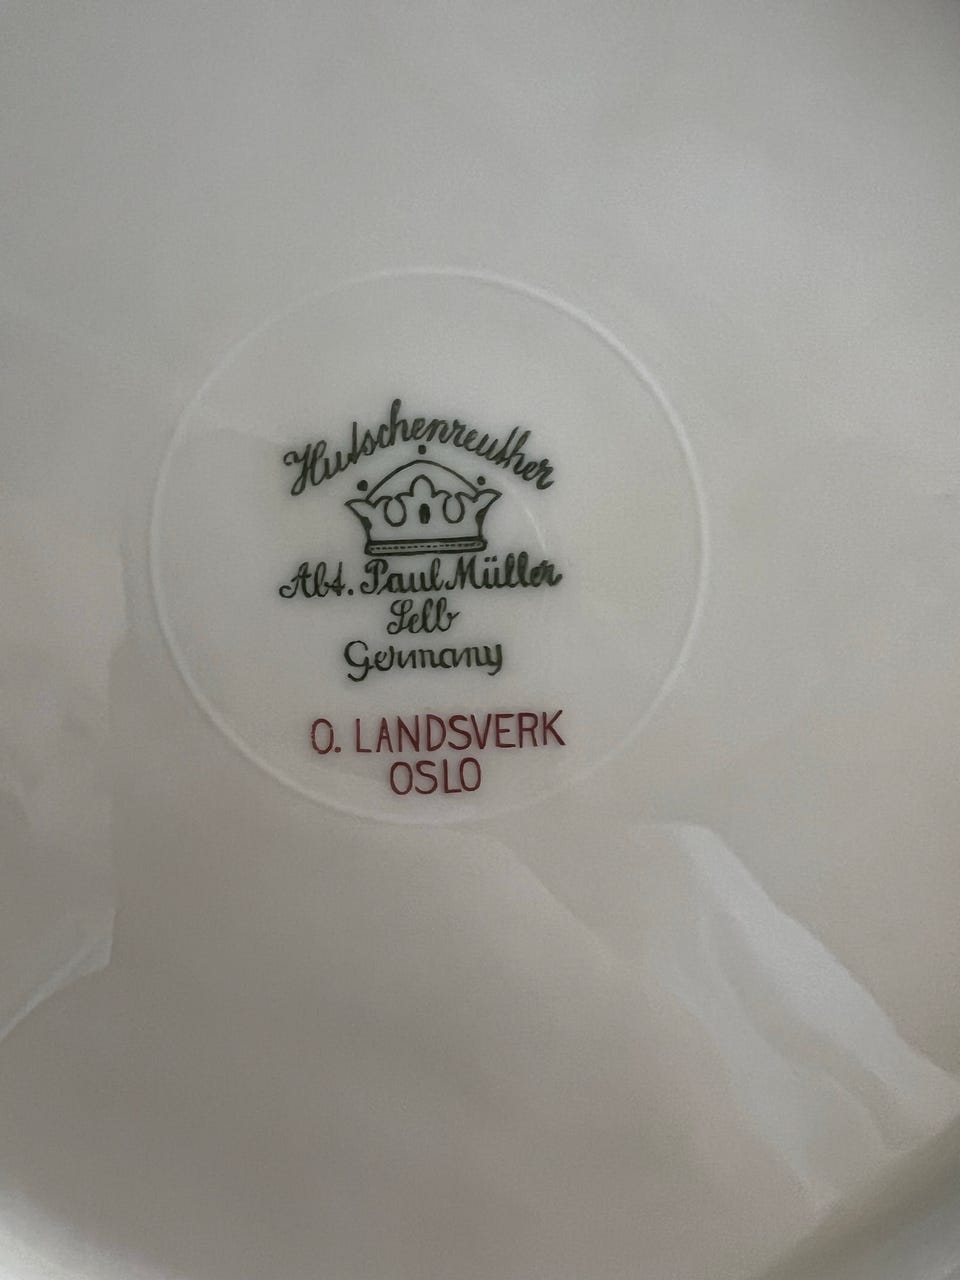 Hutschenreuther
Abt. Paul Müller
Selb
Germany
O. LANDSVERK
OSLO